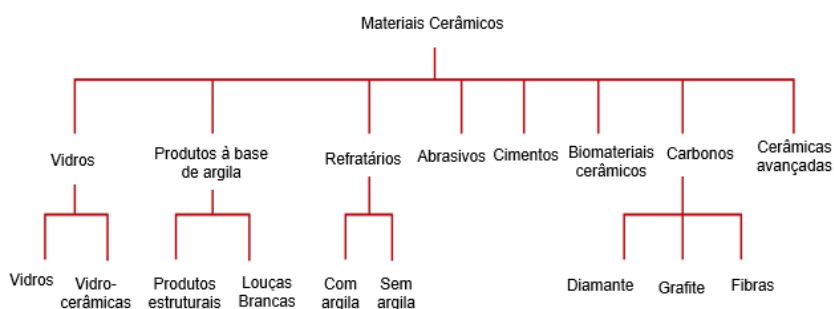 Materiais Cerâmicos
Vidros
Produtos à base
de argila
Refratários
Abrasivos
Cimentos
Biomateriais
cerâmicos
Carbonos
Cerâmicas
avançadas
Vidros
Vidro-
cerâmicas
Produtos
estruturais
Louças
Brancas
Com
argila
Sem
argila
Diamante
Grafite
Fibras